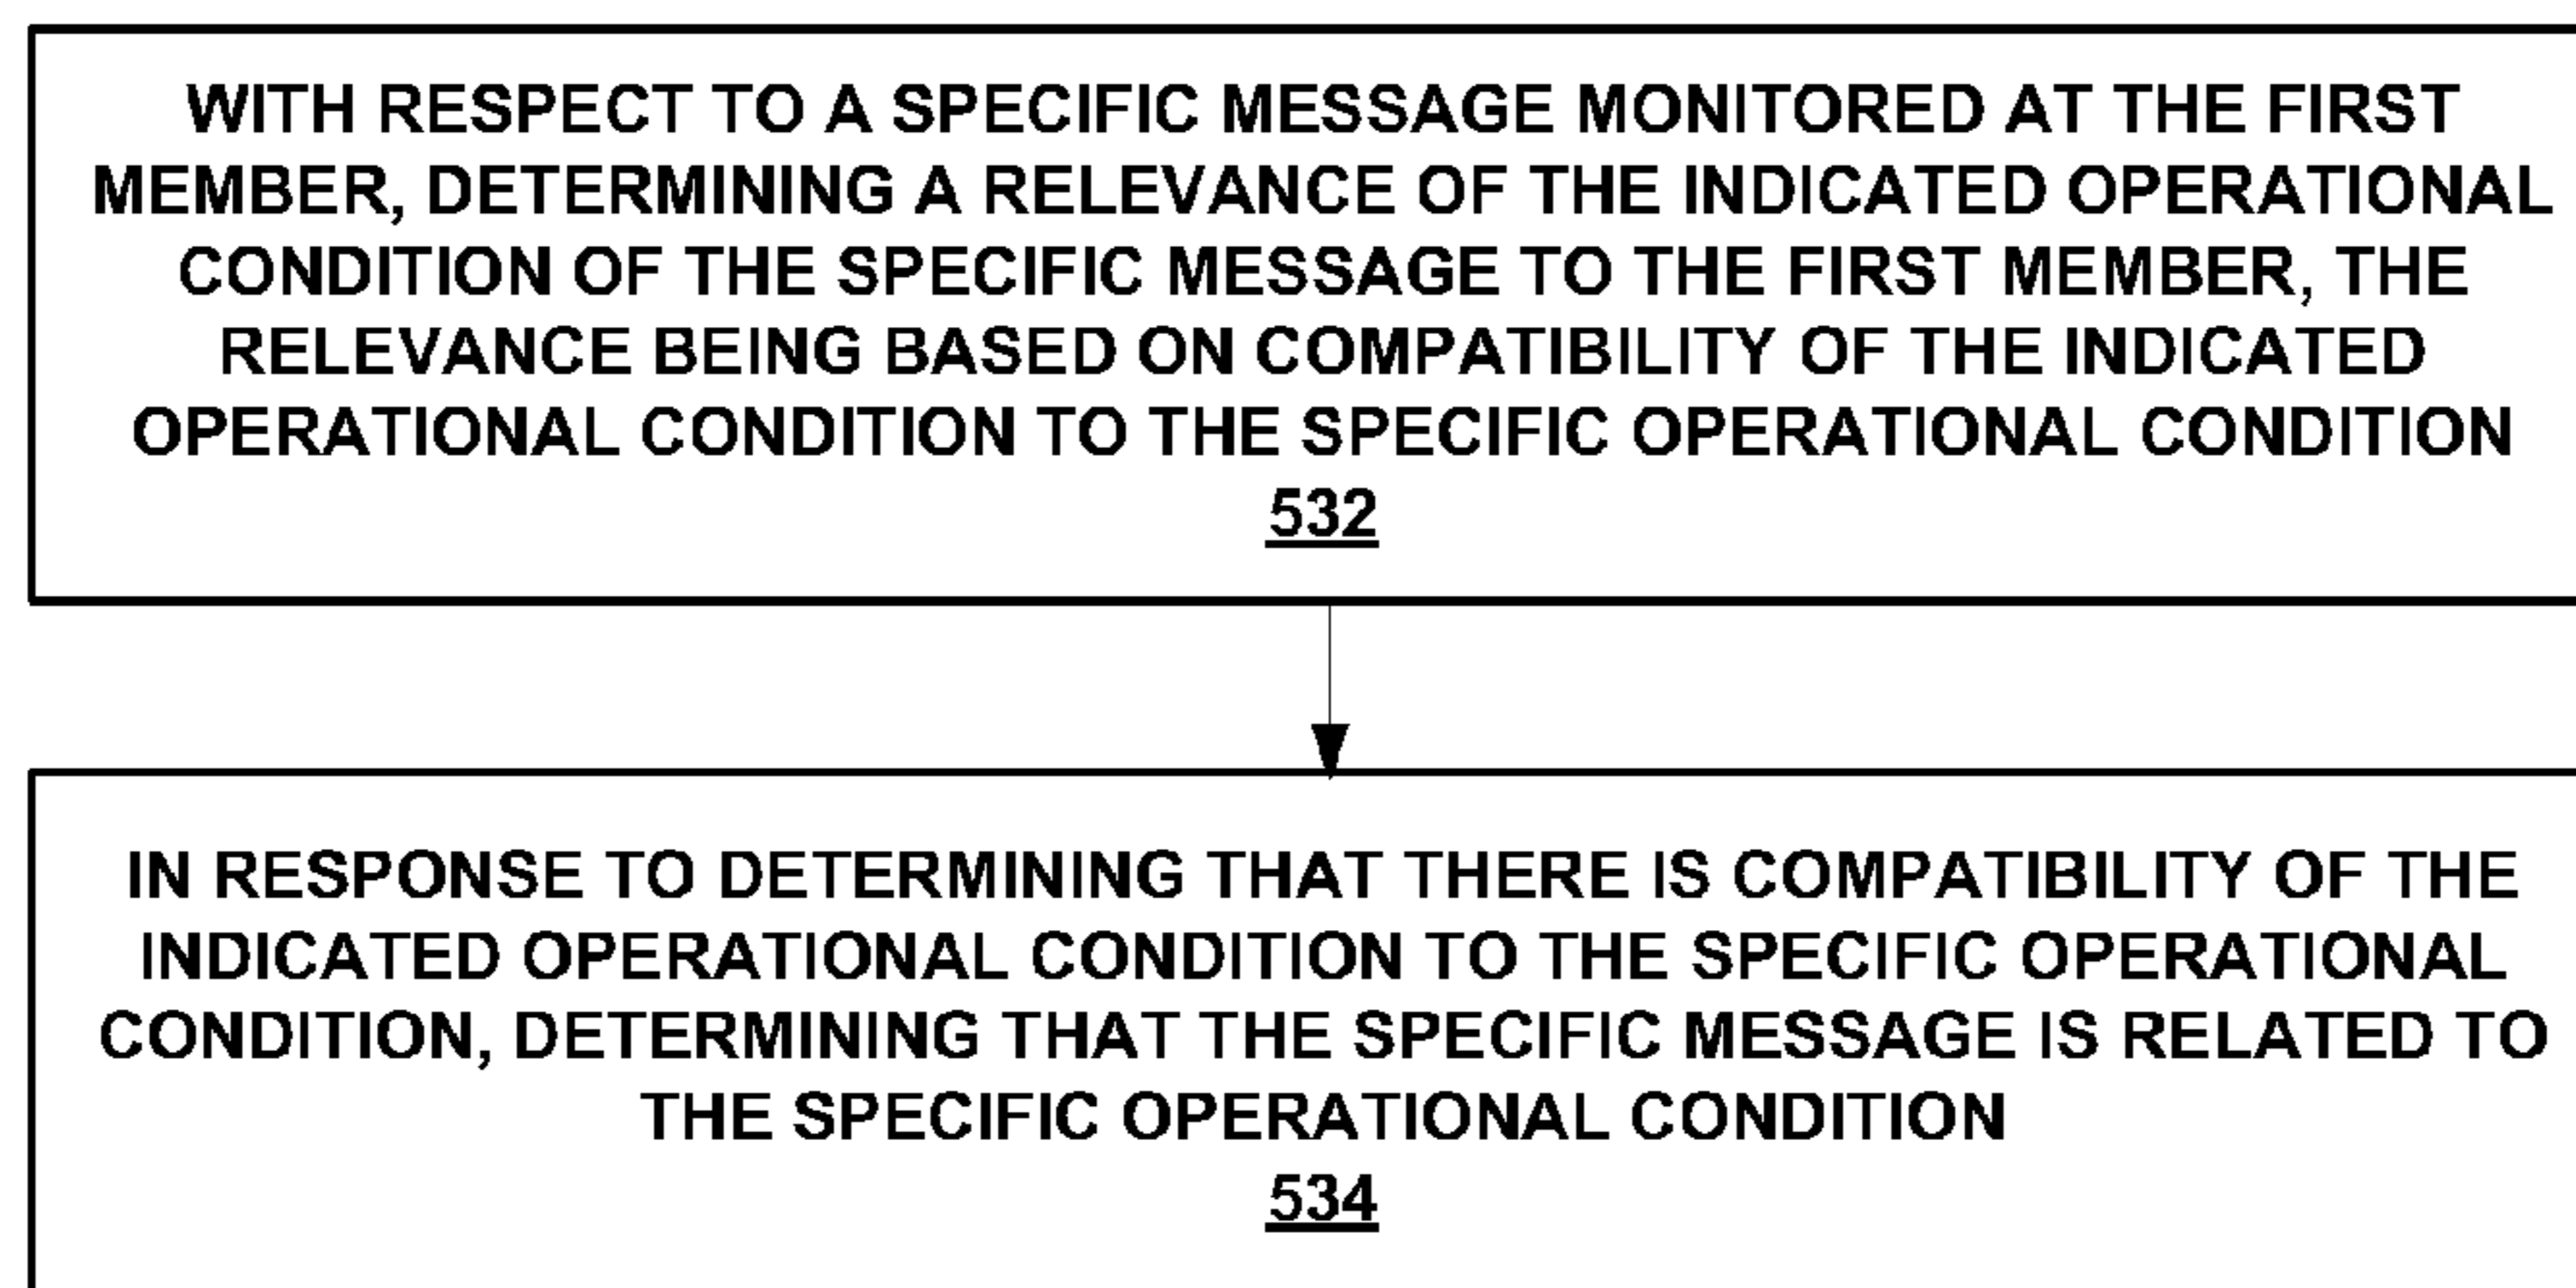 WITH RESPECT TO A SPECIFIC MESSAGE MONITORED AT THE FIRST
MEMBER, DETERMINING A RELEVANCE OF THE INDICATED OPERATIONAL
CONDITION OF THE SPECIFIC MESSAGE TO THE FIRST MEMBER, THE
RELEVANCE BEING BASED ON COMPATIBILITY OF THE INDICATED
OPERATIONAL CONDITION TO THE SPECIFIC OPERATIONAL CONDITION
532
IN RESPONSE TO DETERMINING THAT THERE IS COMPATIBILITY OF THE
INDICATED OPERATIONAL CONDITION TO THE SPECIFIC OPERATIONAL
CONDITION, DETERMINING THAT THE SPECIFIC MESSAGE IS RELATED TO
THE SPECIFIC OPERATIONAL CONDITION
534